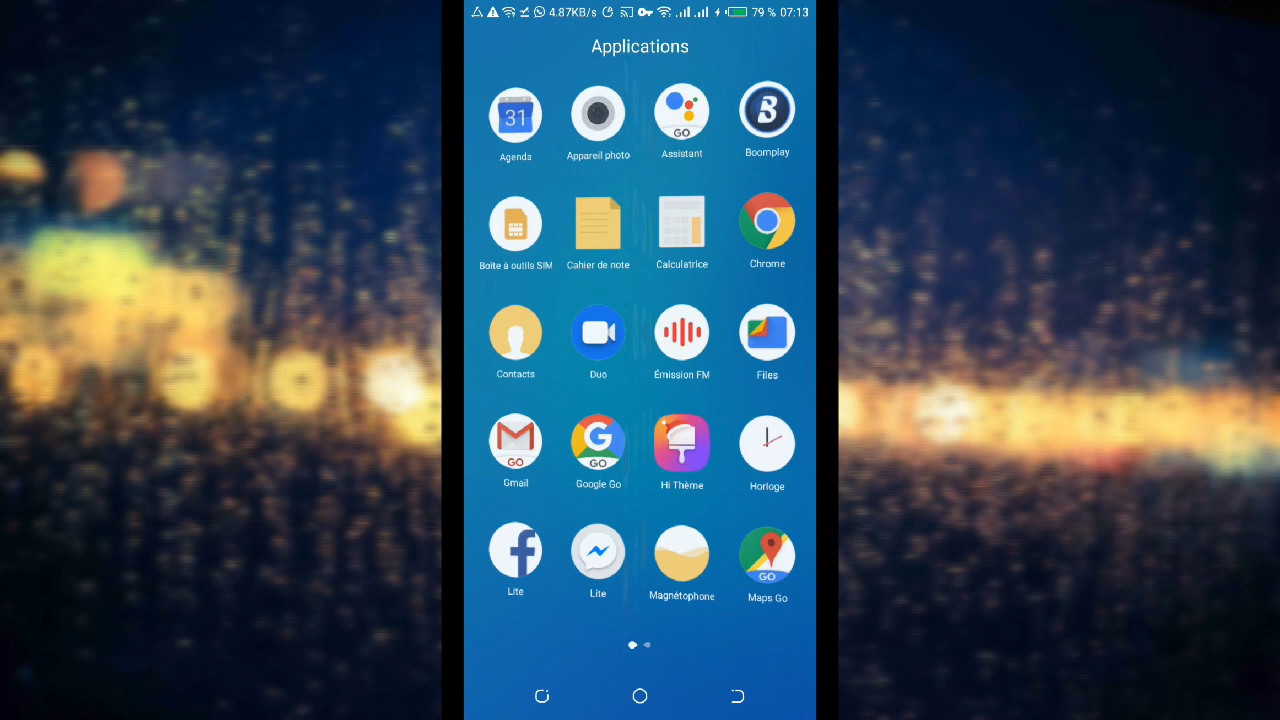 4.87KB/s 79 % 07:13
Applications
31
GO
B
Agenda Appareil photo Assistant Boomplay
Boîte à outils SIM Cahier de note Calculatrice Chrome
Contacts Duo Émission FM Files
GO
G
GO
Gmail Google Go Hi Thème Horloge
f
GO
Lite Lite Magnétophone Maps Go